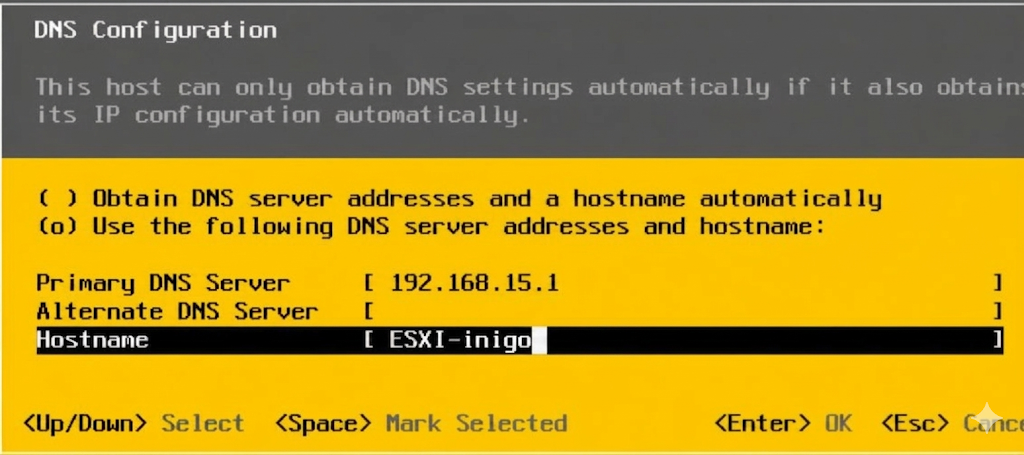 DNS Configuration
This host can only obtain DNS settings automatically if it also obtains
its IP configuration automatically.
( ) Obtain DNS server addresses and a hostname automatically
(o) Use the following DNS server addresses and hostname:
Primary DNS Server [ 192.168.15.1 ]
Alternate DNS Server [ ]
Hostname [ ESXI-inigo ]
<Up/Down> Select <Space> Mark Selected <Enter> OK <Esc> Cance